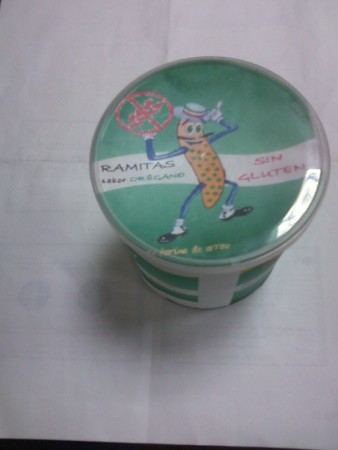 RAMITAS
sabor ORÉGANO
SIN
GLUTEN